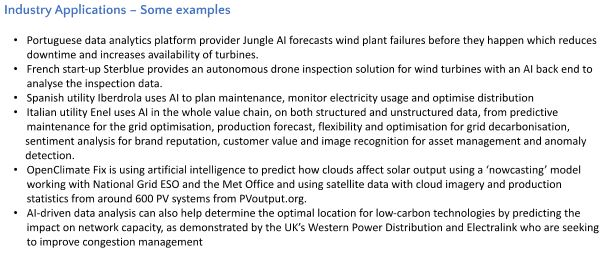 Industry Applications – Some examples
• Portuguese data analytics platform provider Jungle AI forecasts wind plant failures before they happen which reduces
downtime and increases availability of turbines.
• French start-up Sterblue provides an autonomous drone inspection solution for wind turbines with an AI back end to
analyse the inspection data.
• Spanish utility Iberdrola uses AI to plan maintenance, monitor electricity usage and optimise distribution
• Italian utility Enel uses AI in the whole value chain, on both structured and unstructured data, from predictive
maintenance for the grid optimisation, production forecast, flexibility and optimisation for grid decarbonisation,
sentiment analysis for brand reputation, customer value and image recognition for asset management and anomaly
detection.
• OpenClimate Fix is using artificial intelligence to predict how clouds affect solar output using a ‘nowcasting’ model
working with National Grid ESO and the Met Office and using satellite data with cloud imagery and production
statistics from around 600 PV systems from PVoutput.org.
• AI-driven data analysis can also help determine the optimal location for low-carbon technologies by predicting the
impact on network capacity, as demonstrated by the UK’s Western Power Distribution and Electralink who are seeking
to improve congestion management